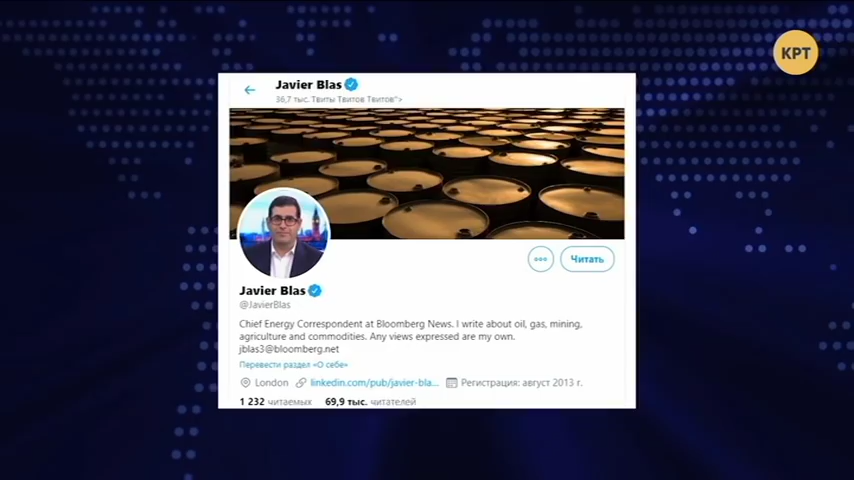 КРТ
Javier Blas
36,7 тыс. Твиты Твитов Твитов">
Читать
Javier Blas
@JavierBlas
Chief Energy Correspondent at Bloomberg News. I write about oil, gas, mining,
agriculture and commodities. Any views expressed are my own.
jblas3@bloomberg.net
Перевести раздел «О себе»
London linkedin.com/pub/javier-bla... Регистрация: август 2013 г.
1 232 читаемых 69,9 тыс. читателей